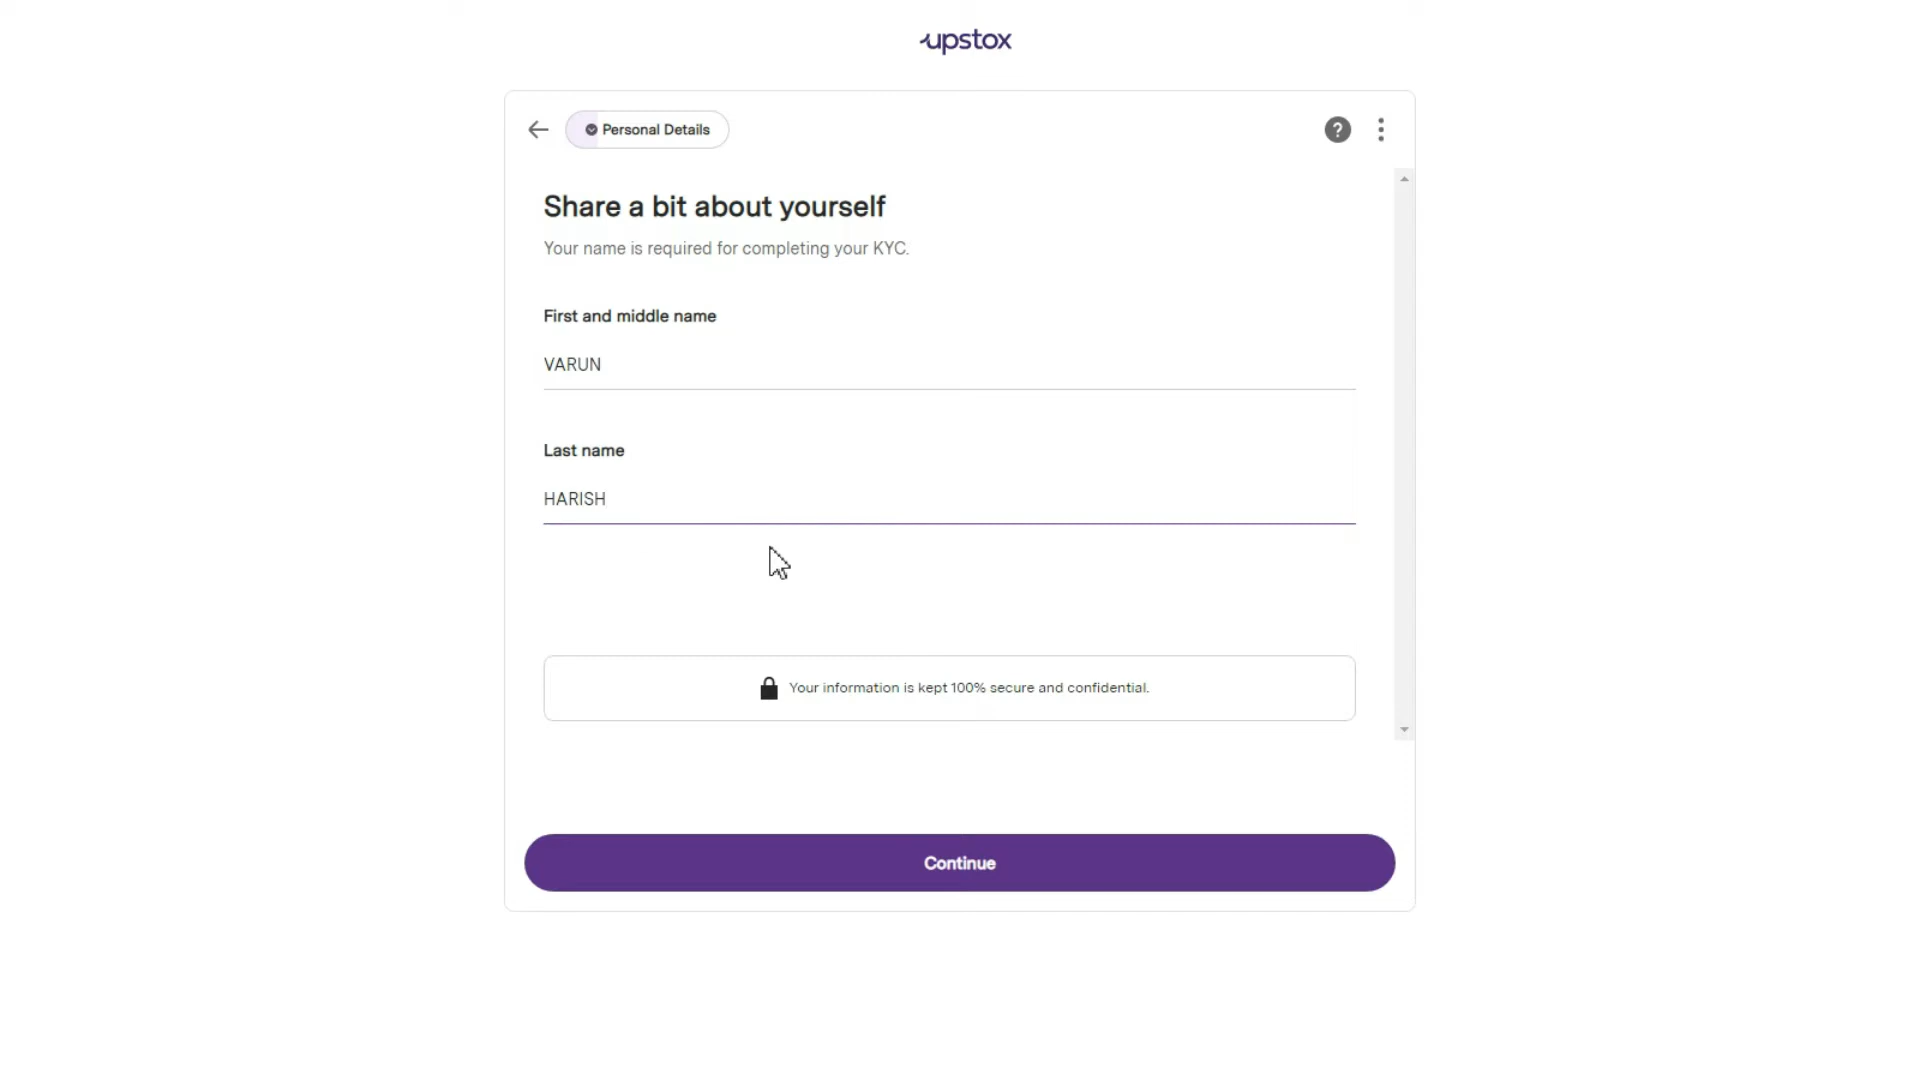 upstox
Personal Details
?
Share a bit about yourself
Your name is required for completing your KYC.
First and middle name
VARUN
Last name
HARISH
Your information is kept 100% secure and confidential.
Continue